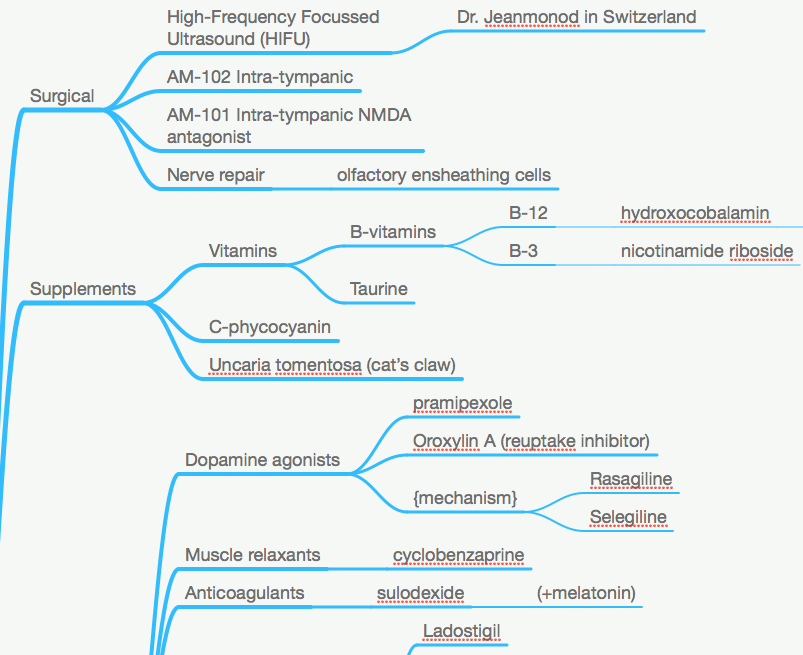 High-Frequency Focussed
Ultrasound (HIFU)
Dr. Jeanmonod in Switzerland
Surgical
AM-102 Intra-tympanic
AM-101 Intra-tympanic NMDA
antagonist
Nerve repair
olfactory ensheathing cells
B-12
hydroxocobalamin
B-vitamins
Vitamins
B-3
nicotinamide riboside
Supplements
Taurine
C-phycocyanin
Uncaria tomentosa (cat's claw)
pramipexole
Oroxylin A (reuptake inhibitor)
Dopamine agonists
Rasagiline
{mechanism}
Selegiline
Muscle relaxants
cyclobenzaprine
Anticoagulants
sulodexide
(+melatonin)
Ladostigil